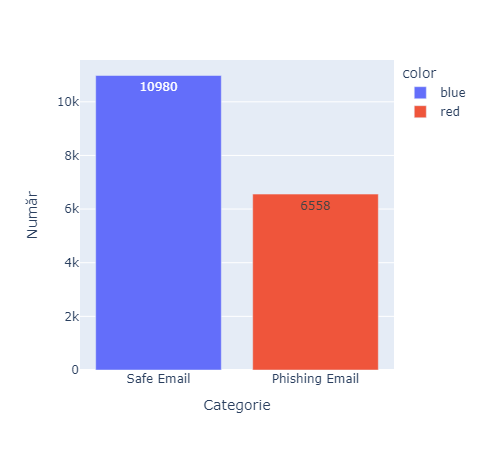 color
blue
red
10980
6558
Număr
10k
8k
6k
4k
2k
0
Safe Email
Phishing Email
Categorie